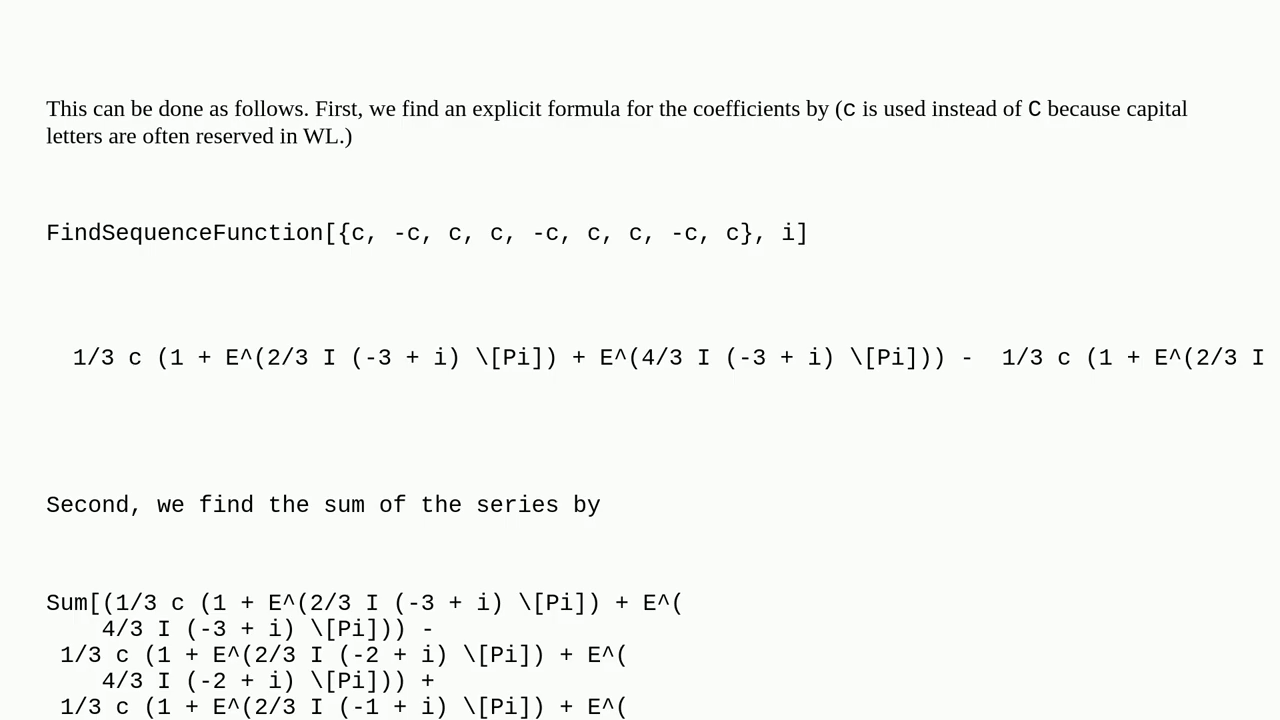 This can be done as follows. First, we find an explicit formula for the coefficients by (c is used instead of C because capital
letters are often reserved in WL.)
FindSequenceFunction[{c, -c, c, c, -c, c, c, -c, c}, i]
1/3 c (1 + E^(2/3 I (-3 + i) \[Pi]) + E^(4/3 I (-3 + i) \[Pi])) -  1/3 c (1 + E^(2/3 I
Second, we find the sum of the series by
Sum[(1/3 c (1 + E^(2/3 I (-3 + i) \[Pi]) + E^(
4/3 I (-3 + i) \[Pi])) -
1/3 c (1 + E^(2/3 I (-2 + i) \[Pi]) + E^(
4/3 I (-2 + i) \[Pi])) +
1/3 c (1 + E^(2/3 I (-1 + i) \[Pi]) + E^(